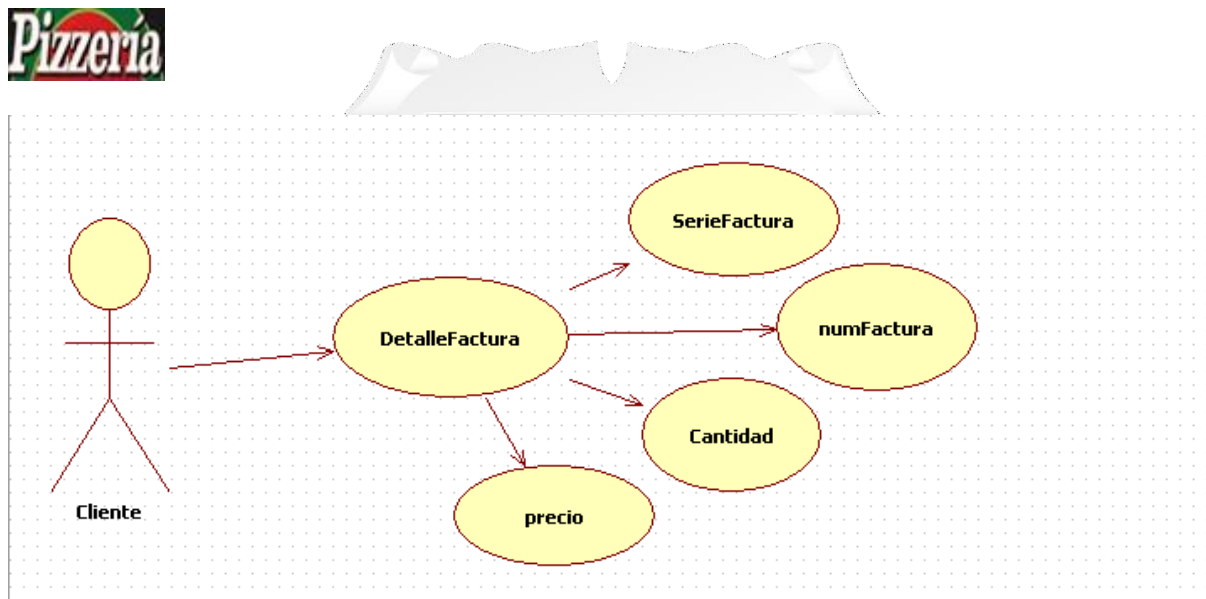 Pizzería
SerieFactura
numFactura
DetalleFactura
Cantidad
precio
Cliente